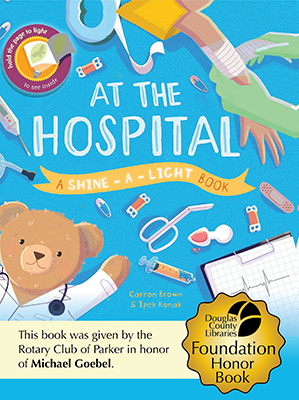 hold the page to light
to see inside
AT THE
HOSPITAL
A SHINE-A-LIGHT BOOK
Carron Brown
& Ipek Konak
This book was given by the
Rotary Club of Parker in honor
of Michael Goebel.
Douglas
County
Libraries
Foundation
Honor
Book